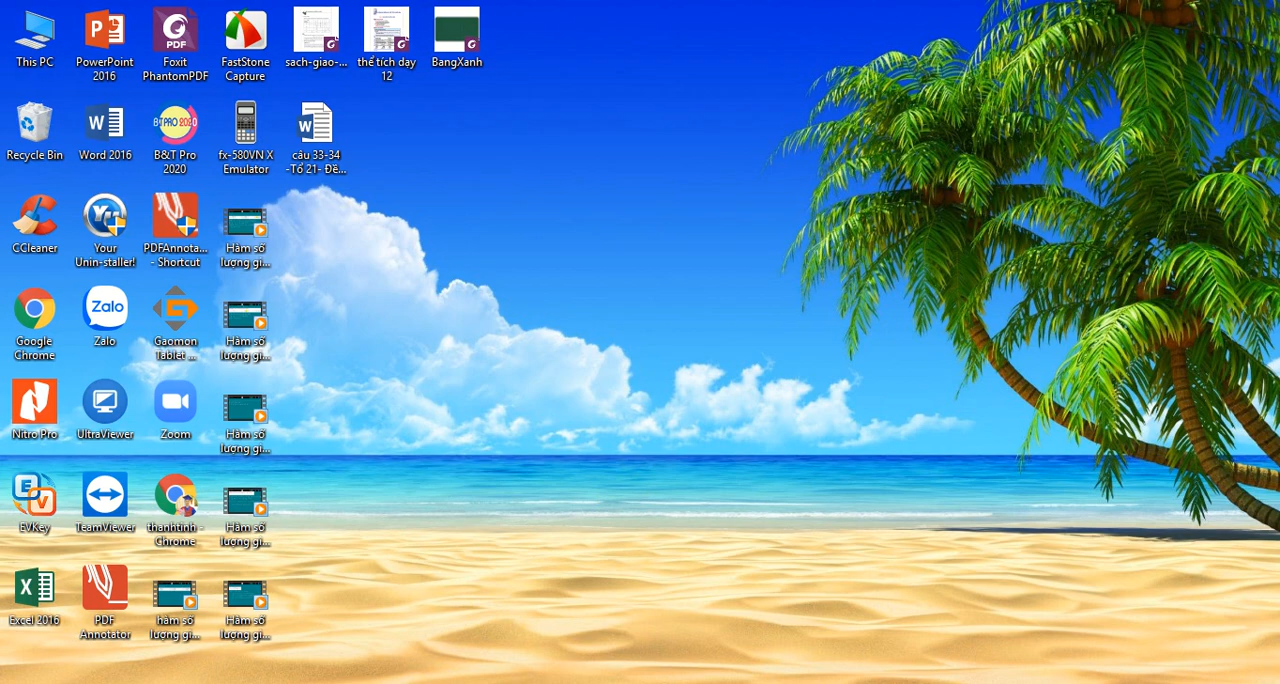 This PC
PowerPoint
2016
Foxit
PhantomPDF
FastStone
Capture
sach-giao-...
thể tích dạy
12
BangXanh
Recycle Bin
Word 2016
B&T Pro
2020
fx-580VN X
Emulator
câu 33-34
-Tổ 21- Đề...
CCleaner
Your
Unin-staller!
PDFAnnota...
- Shortcut
Hàm số
lượng gi...
Google
Chrome
Zalo
Gaomon
Tablet ...
Hàm số
lượng gi...
Nitro Pro
UltraViewer
Zoom
Hàm số
lượng gi...
EVKey
TeamViewer
thanhtinh -
Chrome
Hàm số
lượng gi...
Excel 2016
PDF
Annotator
hàm số
lượng gi...
Hàm số
lượng gi...